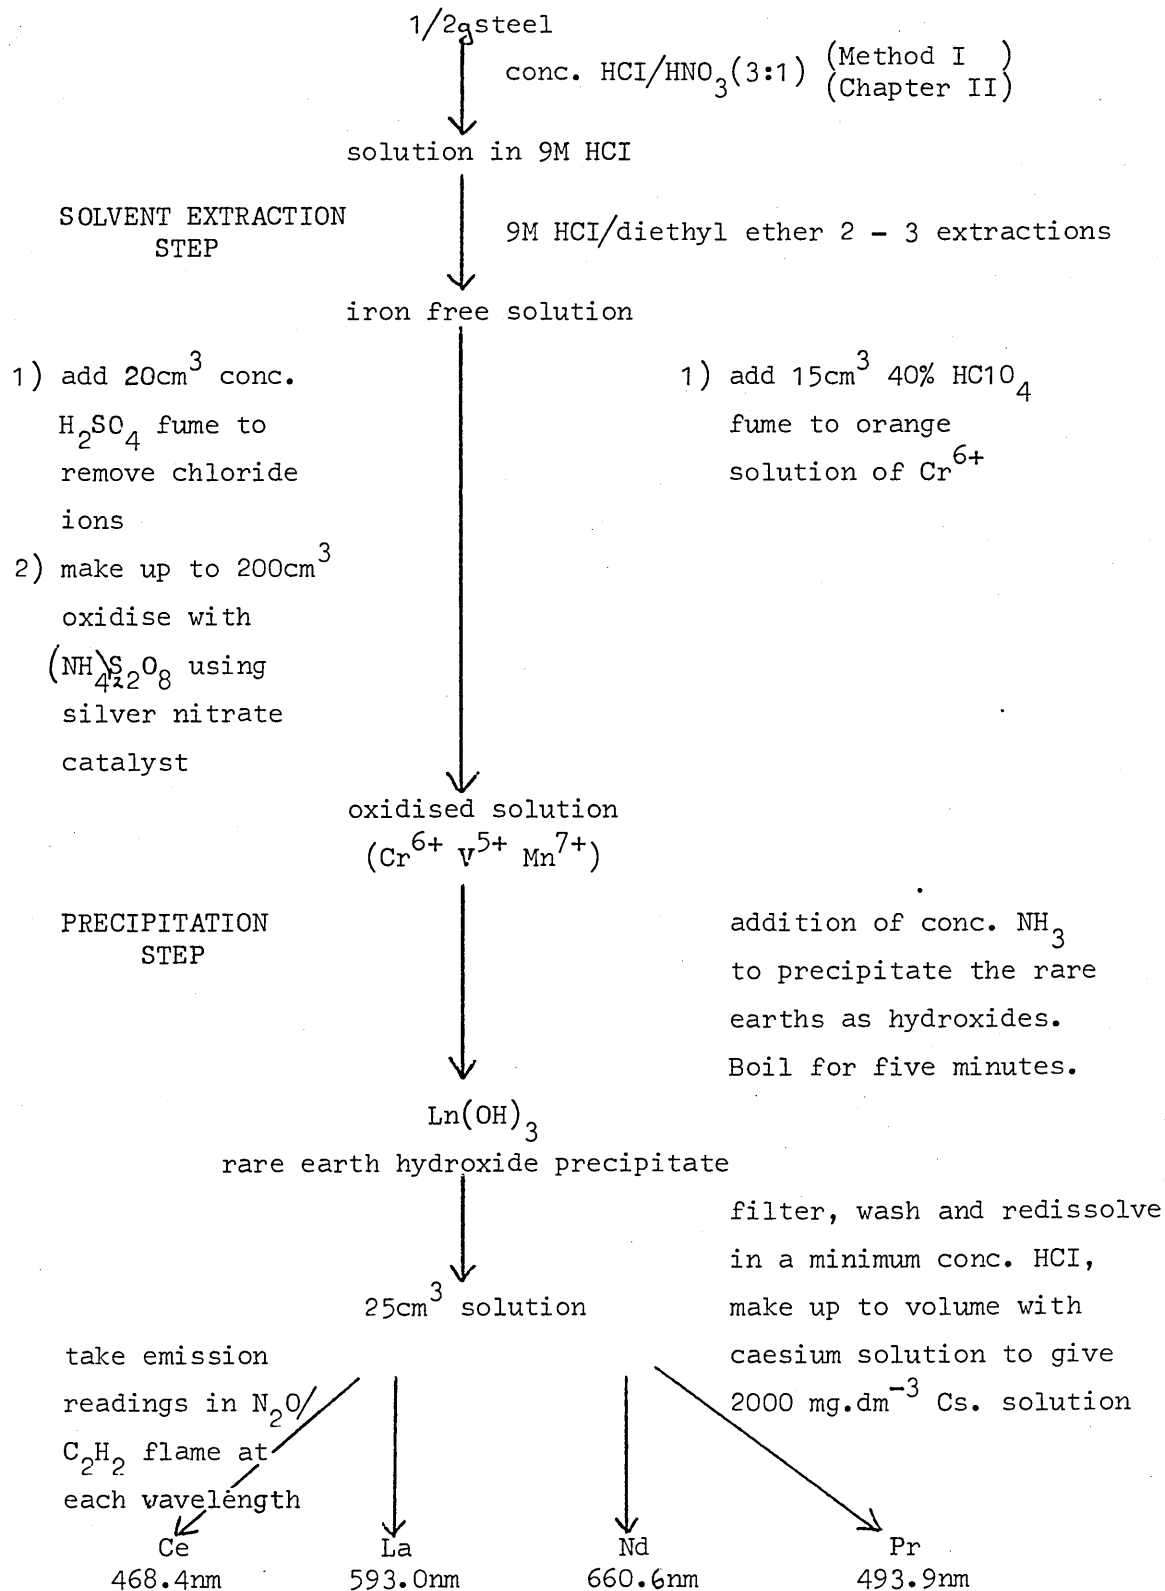 1/2g steel
conc. HCI/HNO₃(3:1) (Method I )
(Chapter II)
solution in 9M HCI
SOLVENT EXTRACTION
STEP
9M HCI/diethyl ether 2 – 3 extractions
iron free solution
1) add 20cm³ conc.
H₂SO₄ fume to
remove chloride
ions
2) make up to 200cm³
oxidise with
(NH₄)₂S₂O₈ using
silver nitrate
catalyst
1) add 15cm³ 40% HC1O₄
fume to orange
solution of Cr⁶⁺
oxidised solution
(Cr⁶⁺ V⁵⁺ Mn⁷⁺)
PRECIPITATION
STEP
addition of conc. NH₃
to precipitate the rare
earths as hydroxides.
Boil for five minutes.
Ln(OH)₃
rare earth hydroxide precipitate
filter, wash and redissolve
in a minimum conc. HCI,
make up to volume with
caesium solution to give
2000 mg.dm⁻³ Cs. solution
25cm³ solution
take emission
readings in N₂O/
C₂H₂ flame at
each wavelength
Ce La Nd Pr
468.4nm 593.0nm 660.6nm 493.9nm